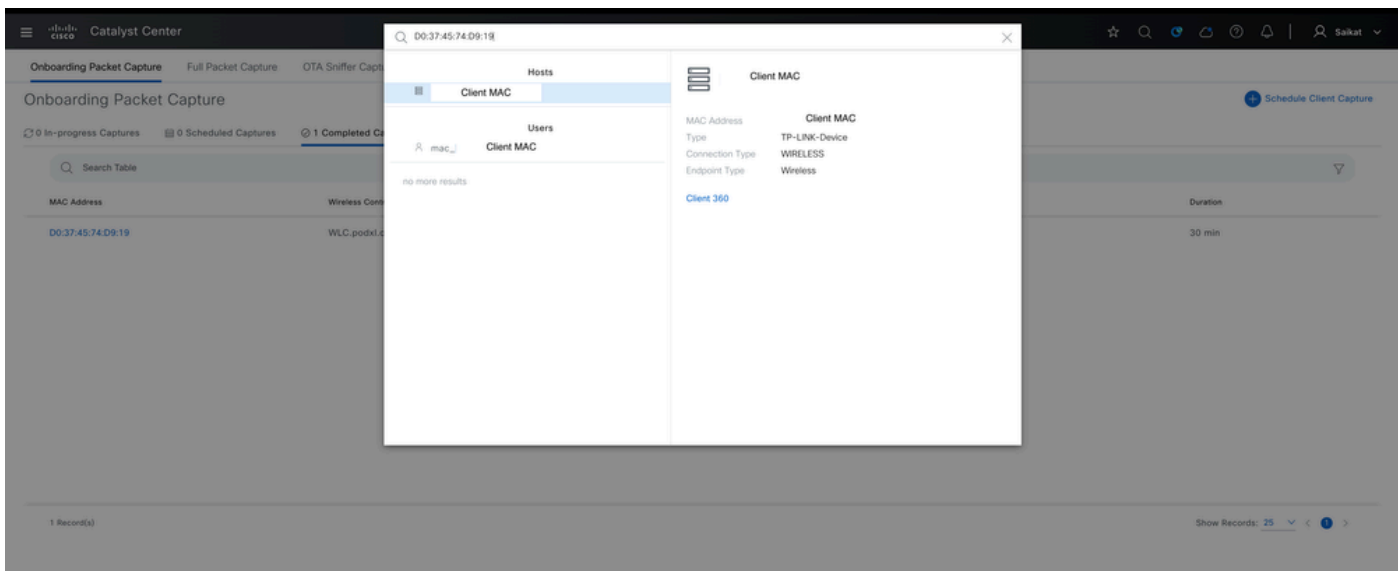 cisco Catalyst Center
D0:37:45:74:D9:19
Saikat
Onboarding Packet Capture Full Packet Capture OTA Sniffer Captu
Hosts
Client MAC
Users
mac_ Client MAC
no more results
Client MAC
MAC Address Client MAC
Type TP-LINK-Device
Connection Type WIRELESS
Endpoint Type Wireless
Client 360
Onboarding Packet Capture
Schedule Client Capture
0 In-progress Captures 0 Scheduled Captures 1 Completed Ca
Search Table
MAC Address Wireless Cont Duration
D0:37:45:74:D9:19 WLC.podxl.c 30 min
1 Record(s)
Show Records: 25 1